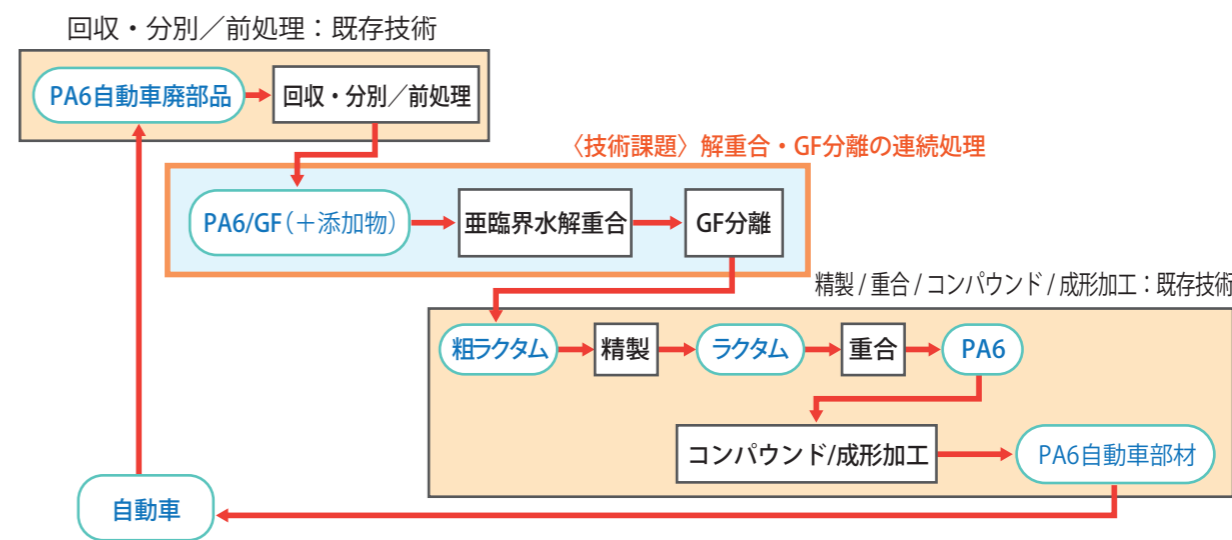 回収・分別／前処理：既存技術
PA6自動車廃部品
回収・分別／前処理
〈技術課題〉解重合・GF分離の連続処理
PA6/GF（＋添加物）
亜臨界水解重合
GF分離
精製 / 重合 / コンパウンド / 成形加工：既存技術
粗ラクタム
精製
ラクタム
重合
PA6
コンパウンド/成形加工
PA6自動車部材
自動車